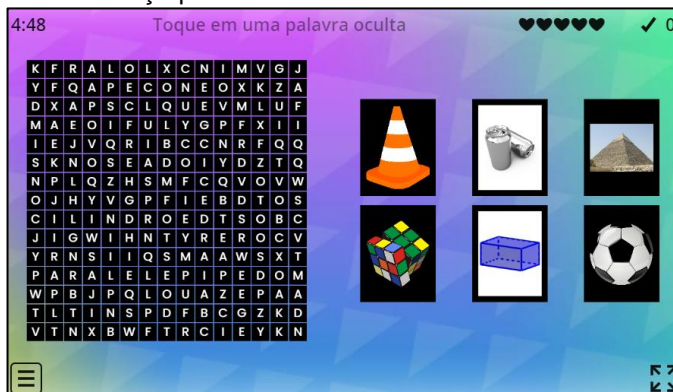 4:48 Toque em uma palavra oculta 0
K F R A L O L X C N I M V G J
Y F Q A P E C O N E O X K Z A
D X A P S C L Q U E V M L U F
M A E O I F U L Y G P F X I I
I E J V Q R I B C C N R F Q Q
S K N O S E A D O I Y D Z T Q
N P L Q Z H S M F C Q V O V W
O J H Y V G P F I E B D T O S
C I L I N D R O E D T S O B C
J I G W I H N T Y R E R O C V
Y R N S I I Q S M A A W S X T
P A R A L E L E P I P E D O M
W P B J P Q L O U A Z E P A A
T L T I N S P D F B C G Z K D
V T N X B W F T R C I E Y K N